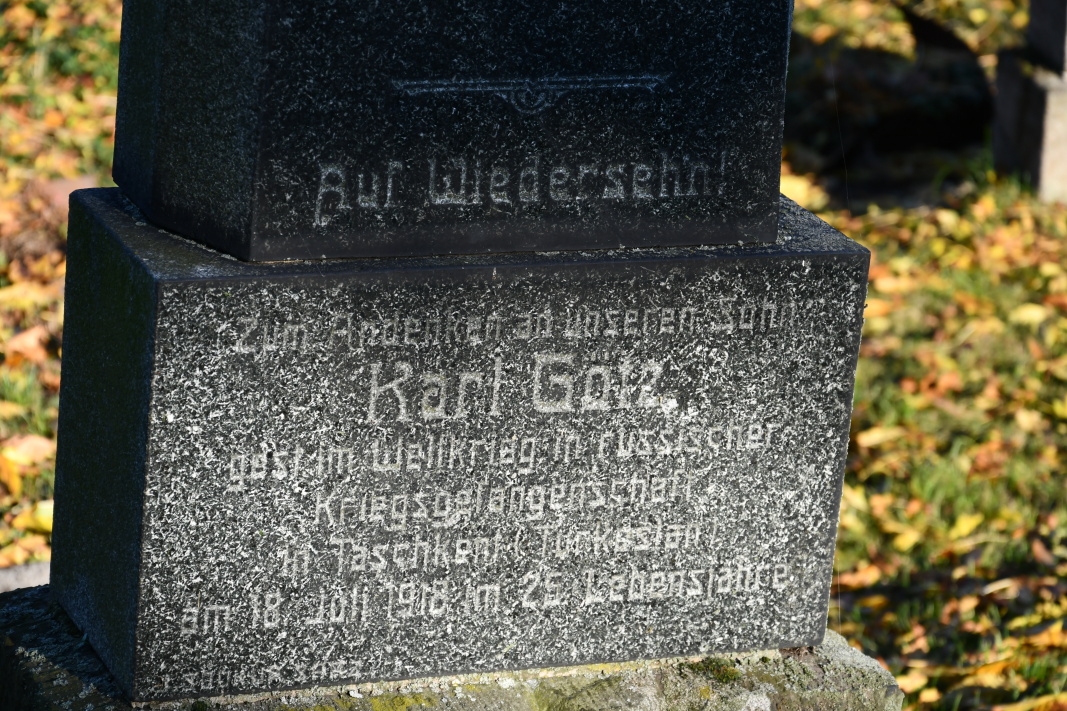 Auf Wiedersehn!
Zum Andenken an unseren Sohn
Karl Götz
gest. im Weltkrieg in russischer
Kriegsgefangenschaft
in Taschkent (Turkestan)
am 18. Juli 1918 im 25. Lebensjahre